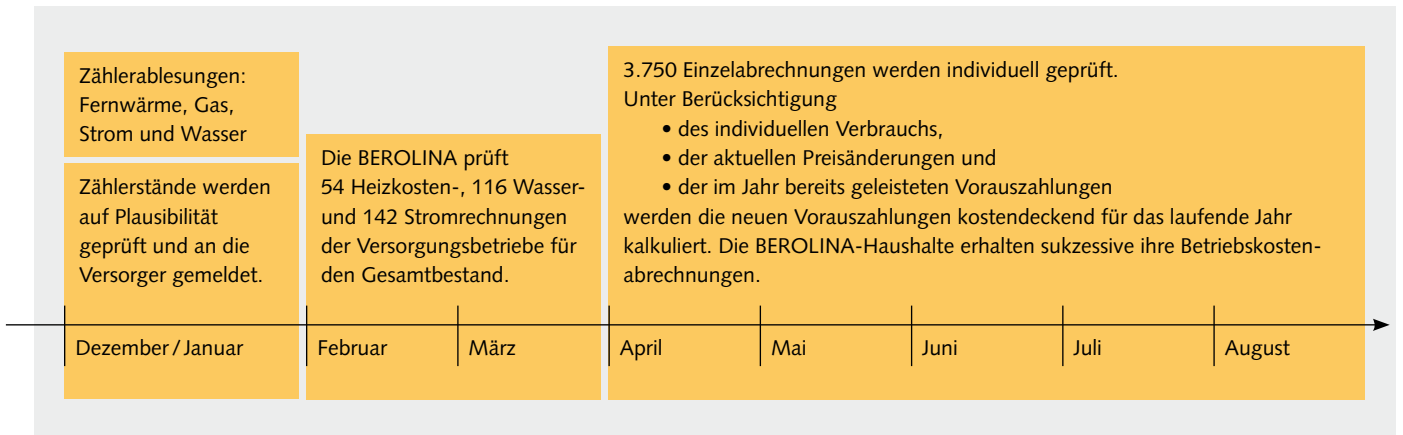 Zählerablesungen:
Fernwärme, Gas,
Strom und Wasser
Zählerstände werden
auf Plausibilität
geprüft und an die
Versorger gemeldet.
Die BEROLINA prüft
54 Heizkosten-, 116 Wasser-
und 142 Stromrechnungen
der Versorgungsbetriebe für
den Gesamtbestand.
3.750 Einzelabrechnungen werden individuell geprüft.
Unter Berücksichtigung
• des individuellen Verbrauchs,
• der aktuellen Preisänderungen und
• der im Jahr bereits geleisteten Vorauszahlungen
werden die neuen Vorauszahlungen kostendeckend für das laufende Jahr
kalkuliert. Die BEROLINA-Haushalte erhalten sukzessive ihre Betriebskosten-
abrechnungen.
Dezember / Januar
Februar
März
April
Mai
Juni
Juli
August